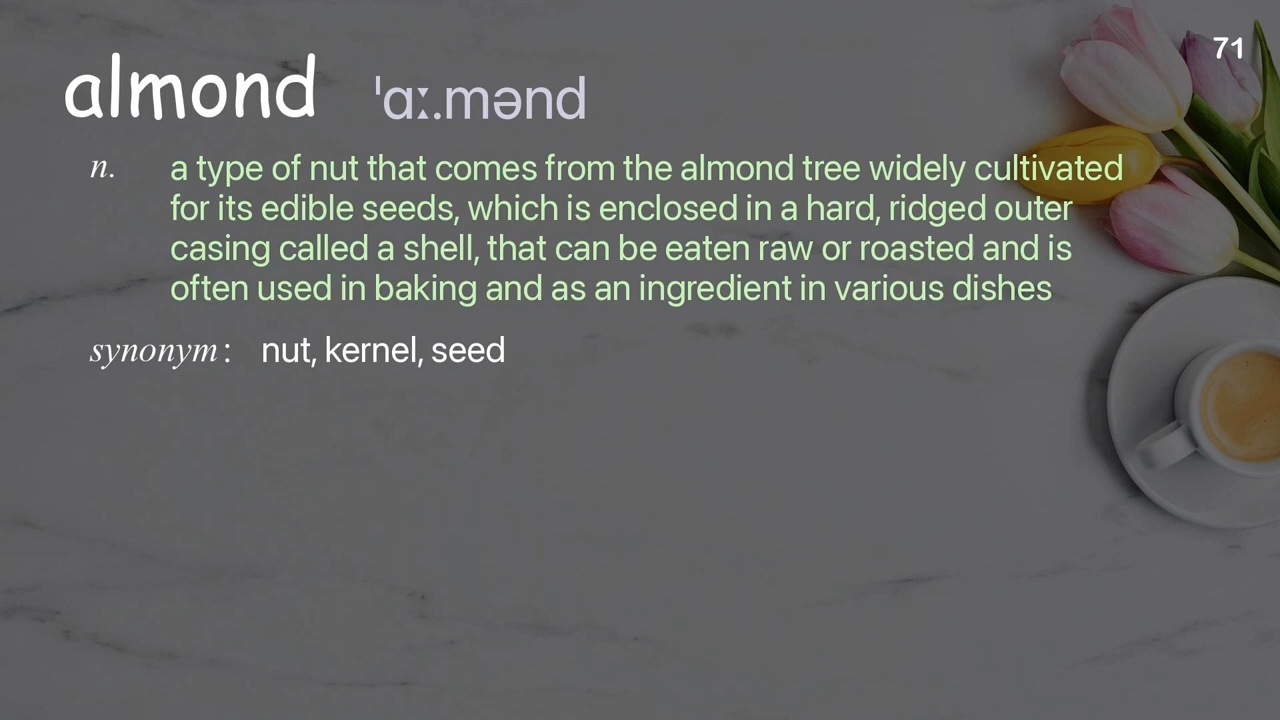 71
almond ˈɑː.mənd
n. a type of nut that comes from the almond tree widely cultivated
for its edible seeds, which is enclosed in a hard, ridged outer
casing called a shell, that can be eaten raw or roasted and is
often used in baking and as an ingredient in various dishes
synonym: nut, kernel, seed